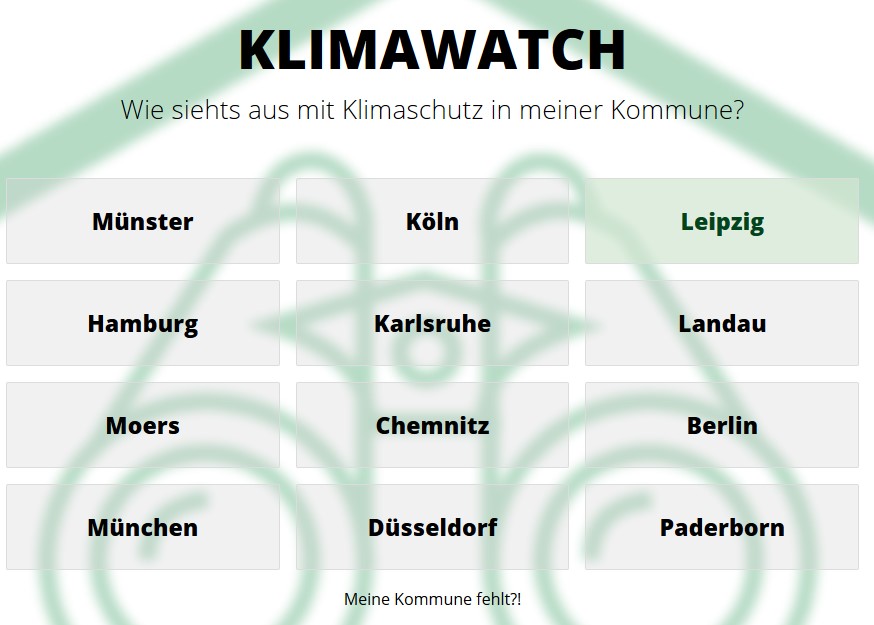 KLIMAWATCH
Wie siehts aus mit Klimaschutz in meiner Kommune?
Münster
Köln
Leipzig
Hamburg
Karlsruhe
Landau
Moers
Chemnitz
Berlin
München
Düsseldorf
Paderborn
Meine Kommune fehlt?!